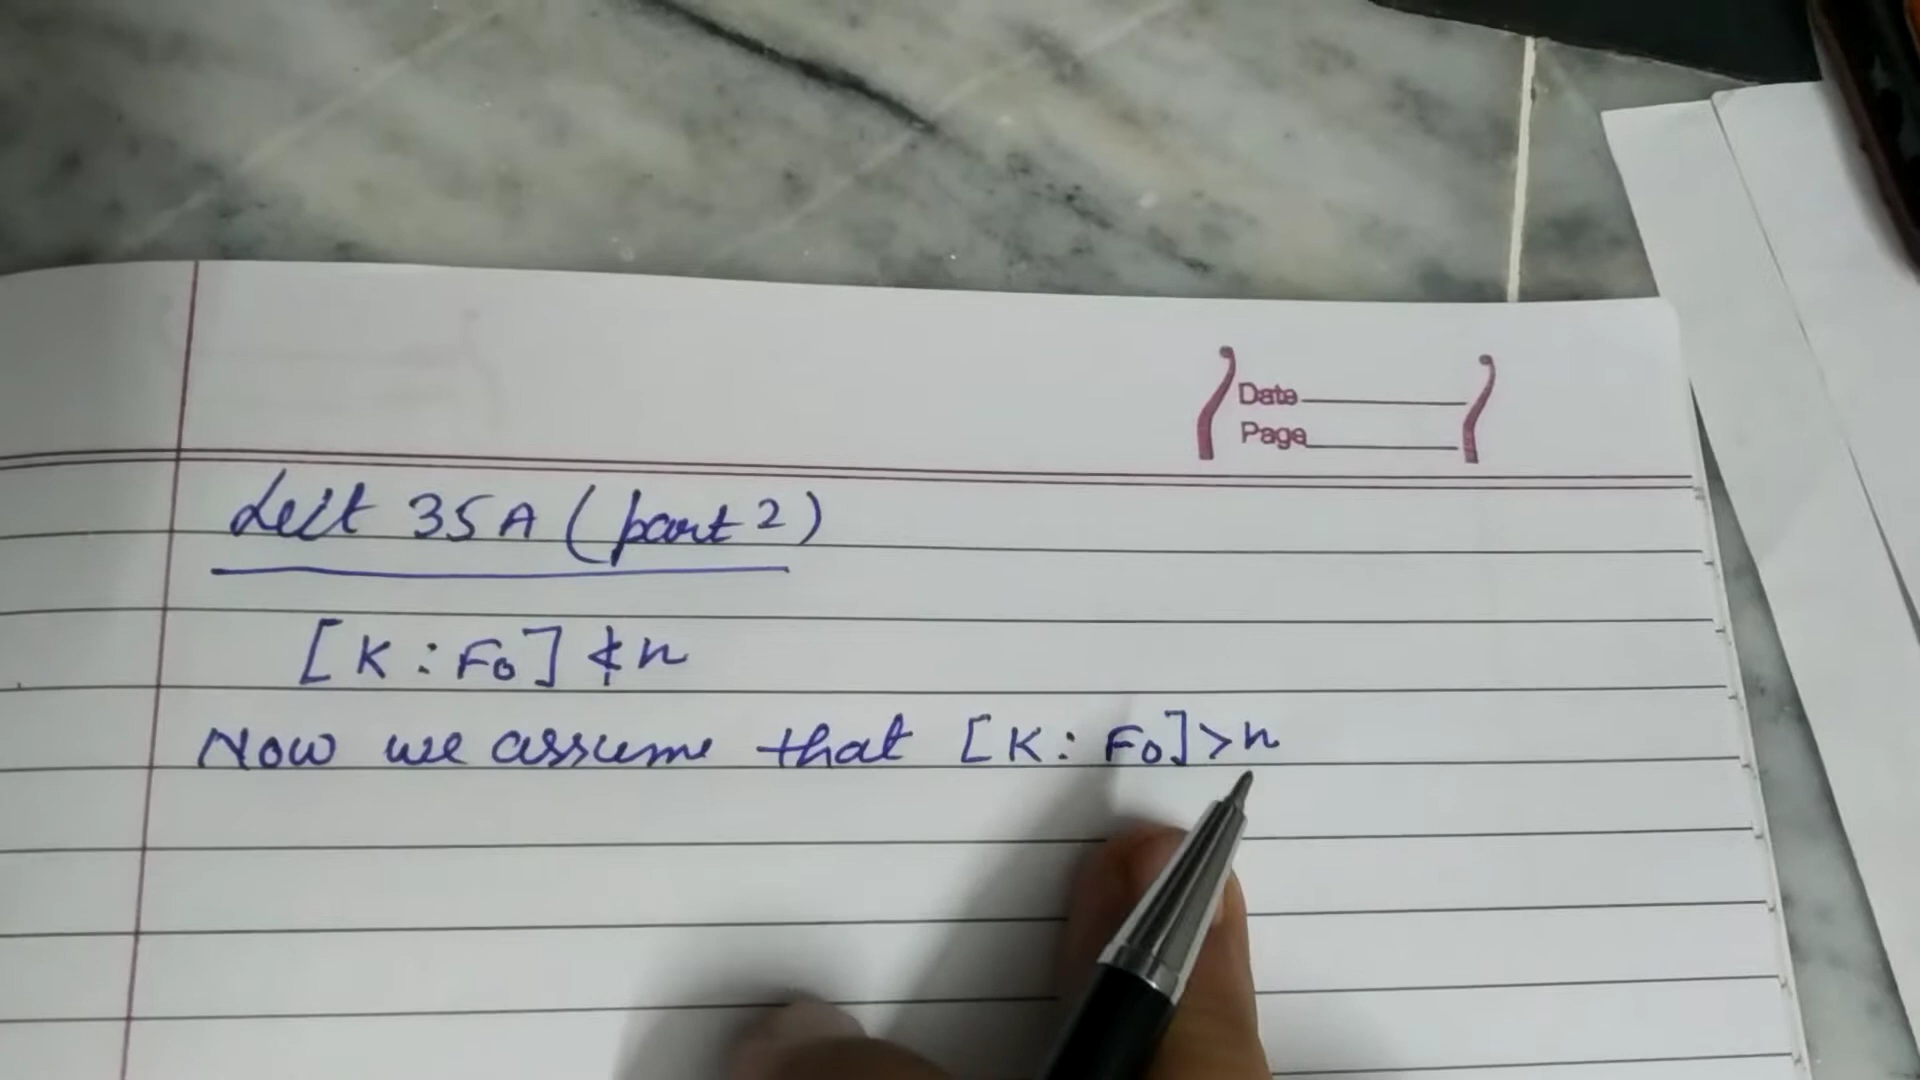 Date
Page
Lect 35A (part 2)
[K : F₀] ≮ n
Now we assume that [K : F₀] > n